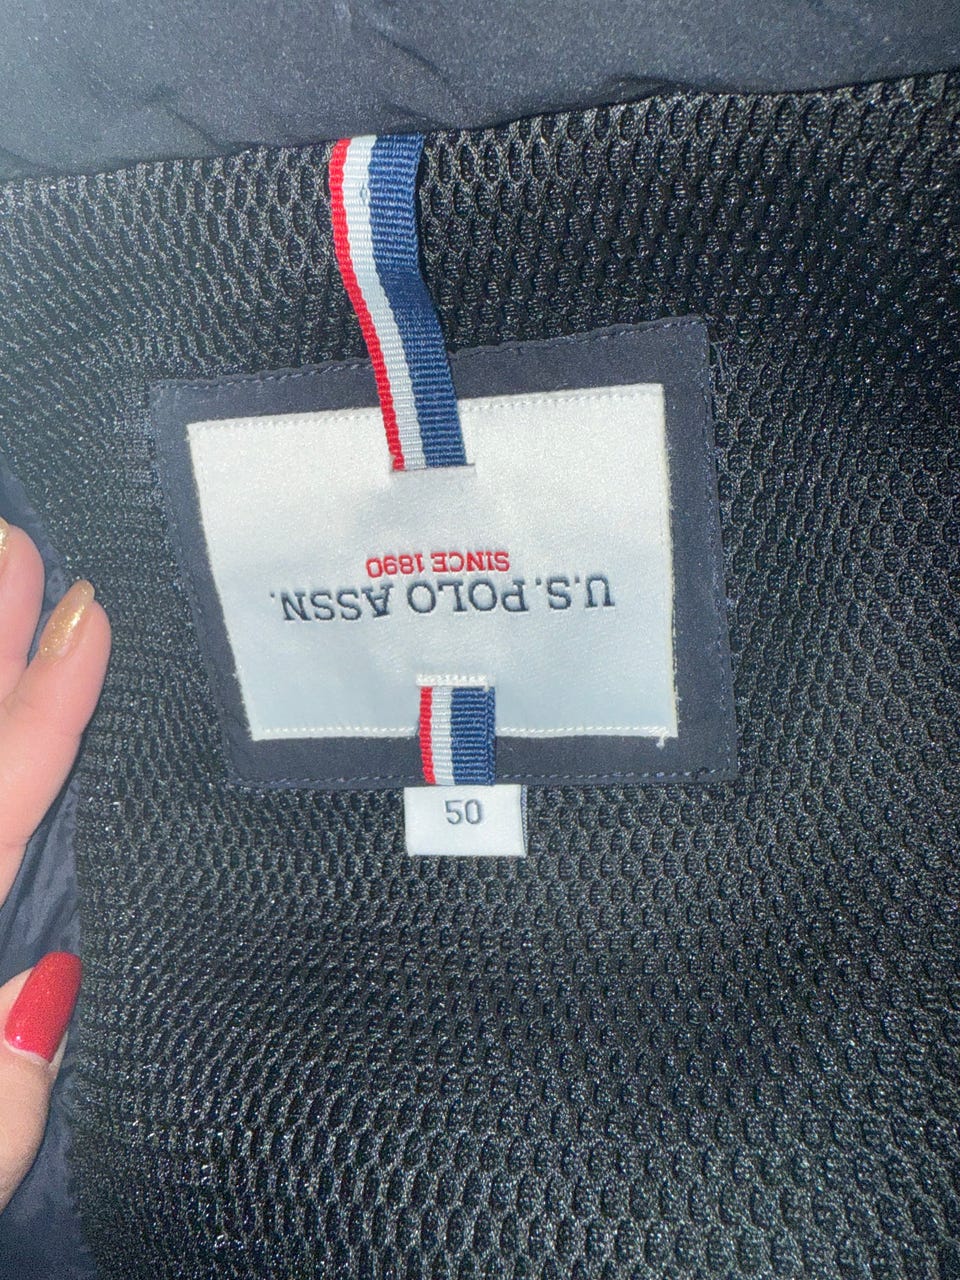 U.S. POLO ASSN.
SINCE 1890
50